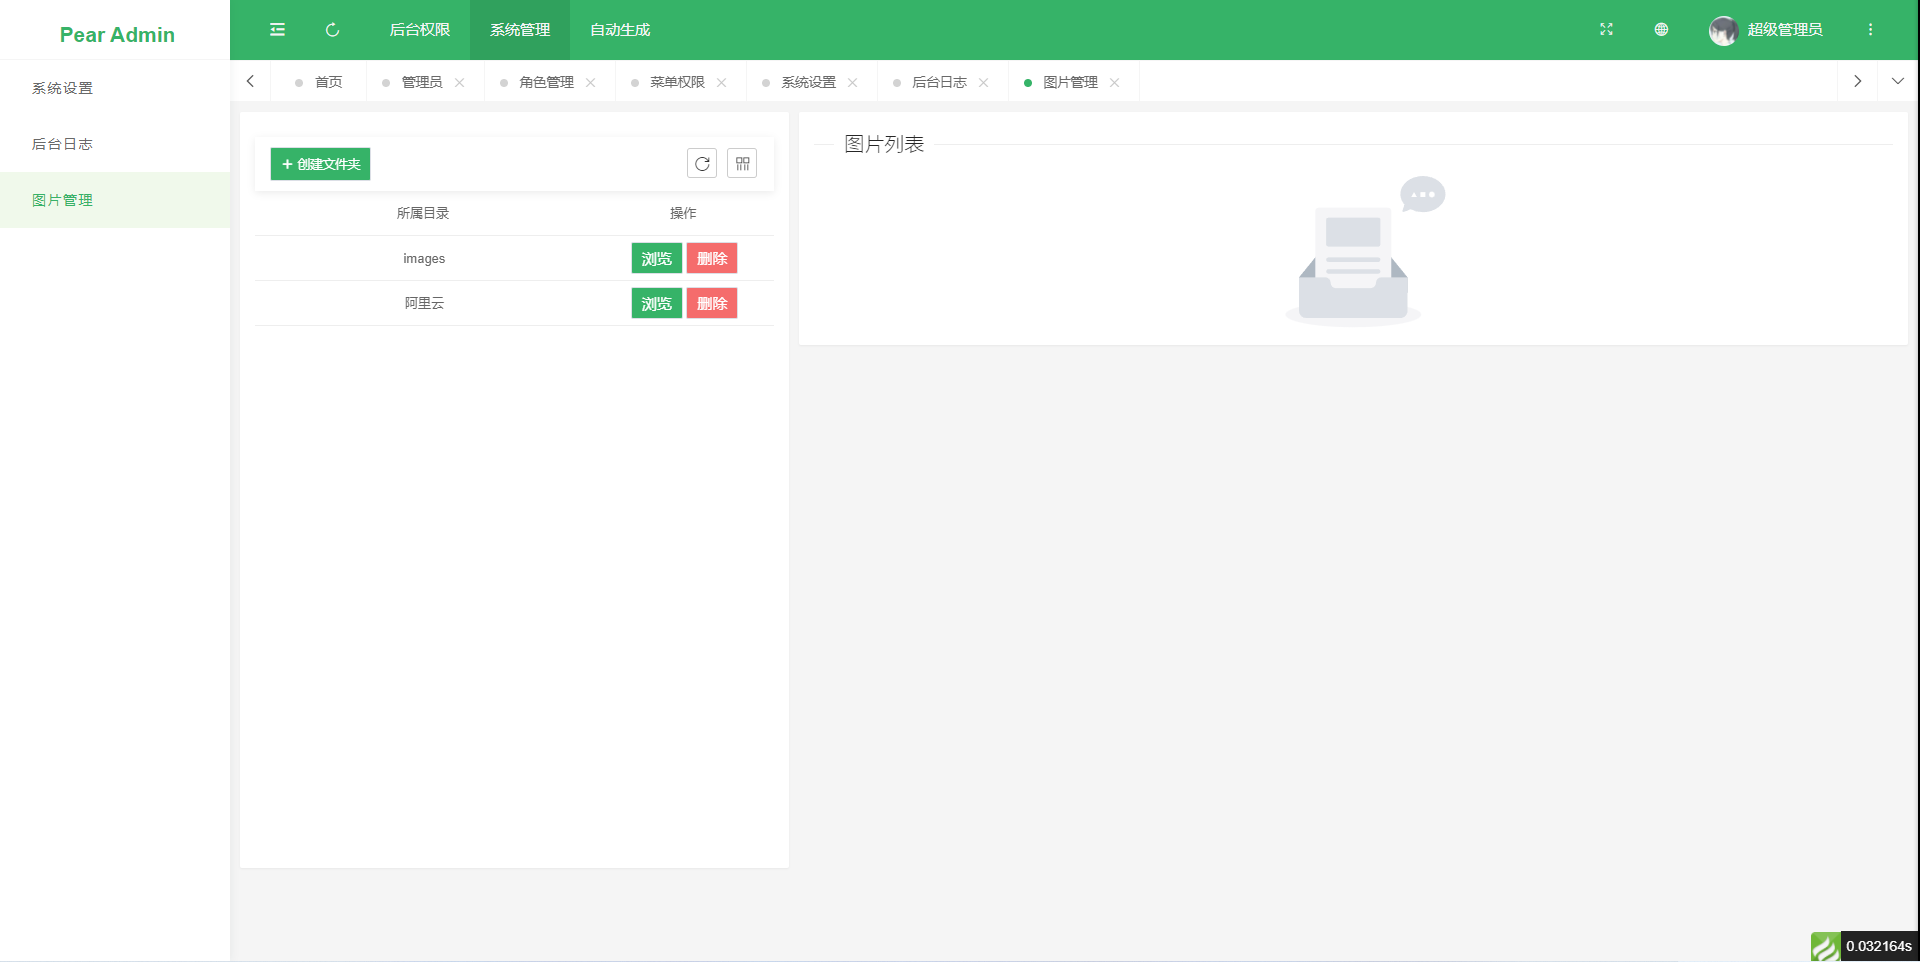 Pear Admin
后台权限
系统管理
自动生成
超级管理员
系统设置
后台日志
图片管理
首页
管理员
角色管理
菜单权限
系统设置
后台日志
图片管理
+ 创建文件夹
所属目录 操作
images 浏览 删除
阿里云 浏览 删除
图片列表
0.032164s